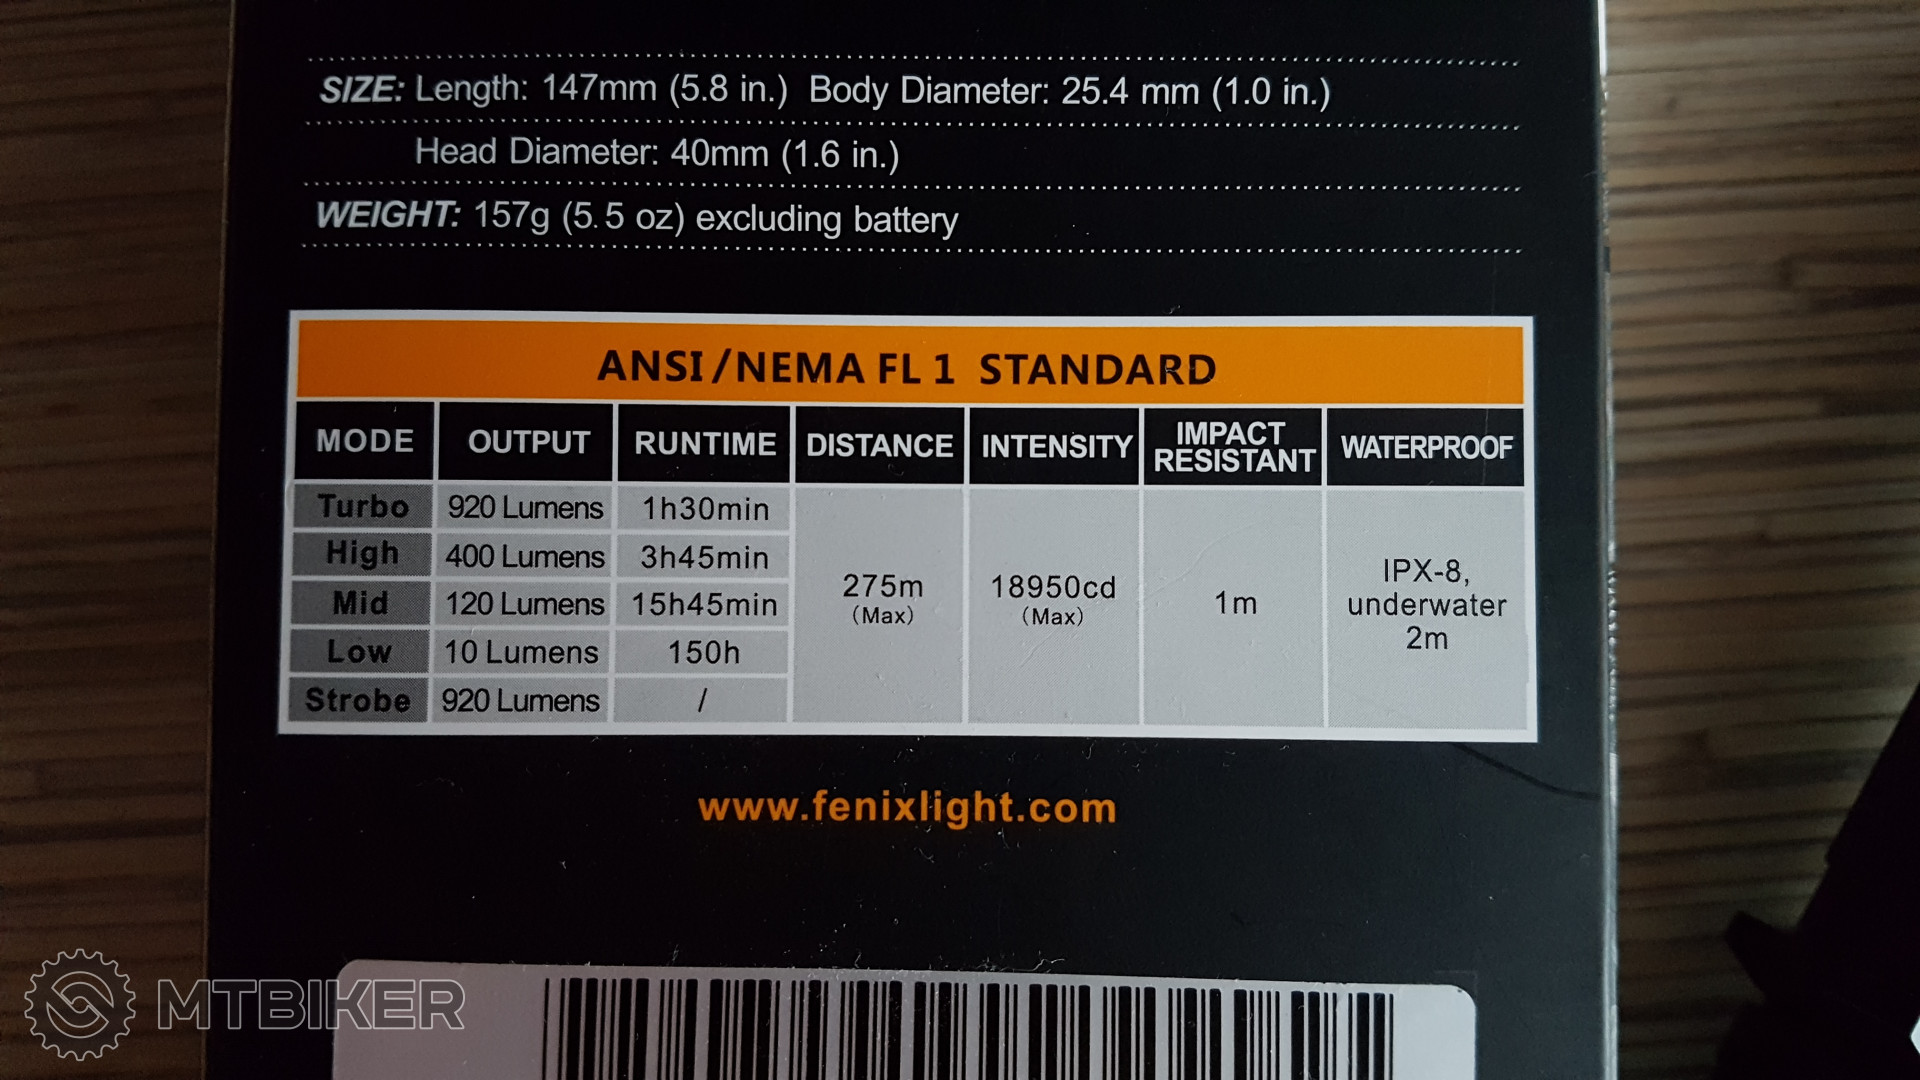 SIZE: Length: 147mm (5.8 in.) Body Diameter: 25.4 mm (1.0 in.)
Head Diameter: 40mm (1.6 in.)
WEIGHT: 157g (5.5 oz) excluding battery
ANSI/NEMA FL 1 STANDARD
MODE OUTPUT RUNTIME DISTANCE INTENSITY IMPACT RESISTANT WATERPROOF
Turbo 920 Lumens 1h30min
High 400 Lumens 3h45min
Mid 120 Lumens 15h45min
Low 10 Lumens 150h
Strobe 920 Lumens /
275m
(Max)
18950cd
(Max)
1m
IPX-8,
underwater
2m
www.fenixlight.com
MTBIKER